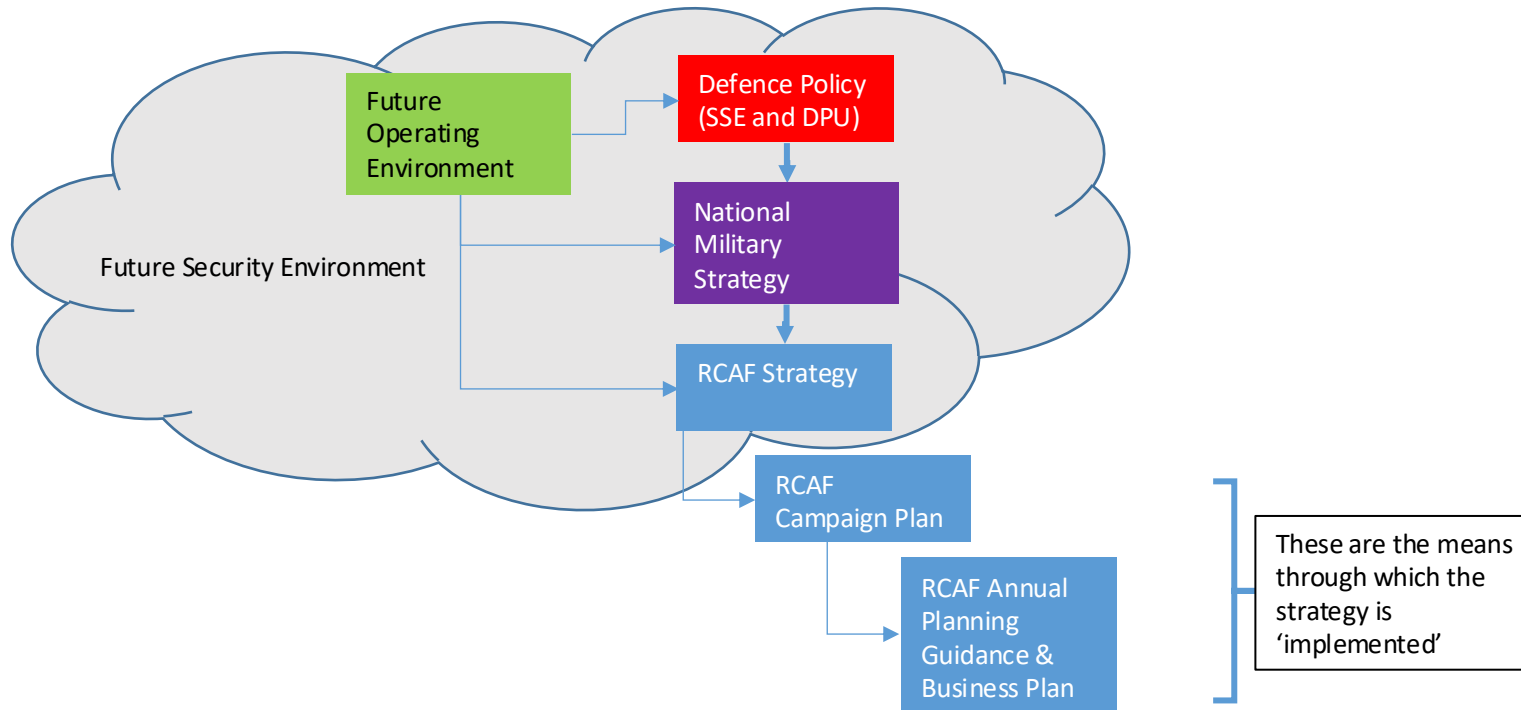 Future
Operating
Environment
Defence Policy
(SSE and DPU)
National
Military
Strategy
Future Security Environment
RCAF Strategy
RCAF
Campaign Plan
RCAF Annual
Planning
Guidance &
Business Plan
These are the means
through which the
strategy is
‘implemented’